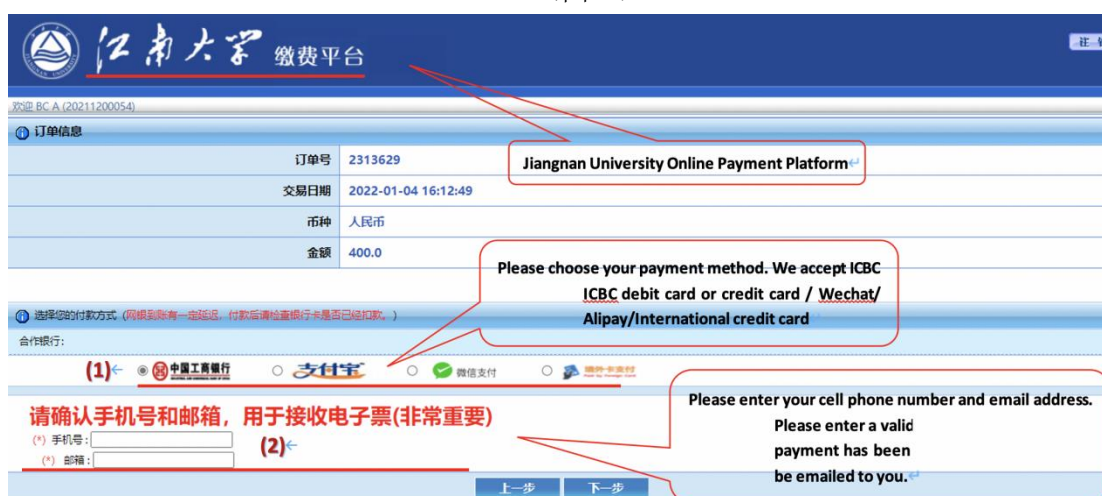 江南大学 缴费平台
欢迎 BC A (20211200054)
订单信息
订单号 2313629
Jiangnan University Online Payment Platform
交易日期 2022-01-04 16:12:49
币种 人民币
金额 400.0
Please choose your payment method. We accept ICBC
ICBC debit card or credit card / Wechat/
Alipay/International credit card
选择您的付款方式 (网银到账有一定延迟,付款后请检查银行卡是否已经扣款。)
合作银行:
(1) 中国工商银行 支付宝 微信支付 境外卡支付
Please enter your cell phone number and email address.
Please enter a valid
payment has been
be emailed to you.
请确认手机号和邮箱,用于接收电子票(非常重要)
(*) 手机号:
(2)
(*) 邮箱:
上一步 下一步